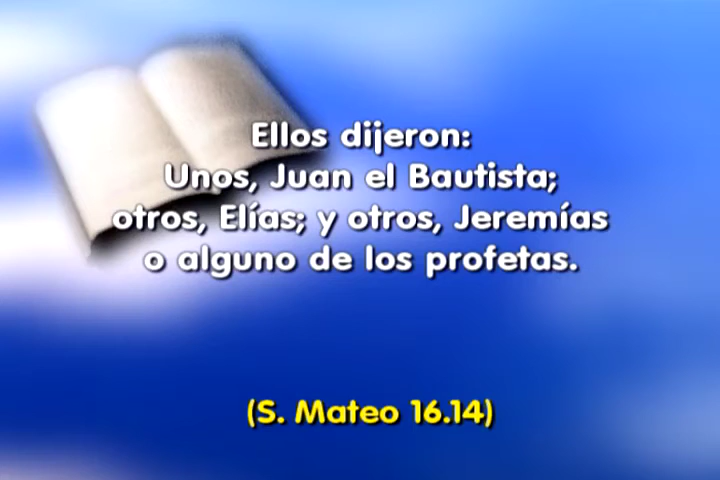 Ellos dijeron:
Unos, Juan el Bautista;
otros, Elías; y otros, Jeremías
o alguno de los profetas.
(S. Mateo 16.14)